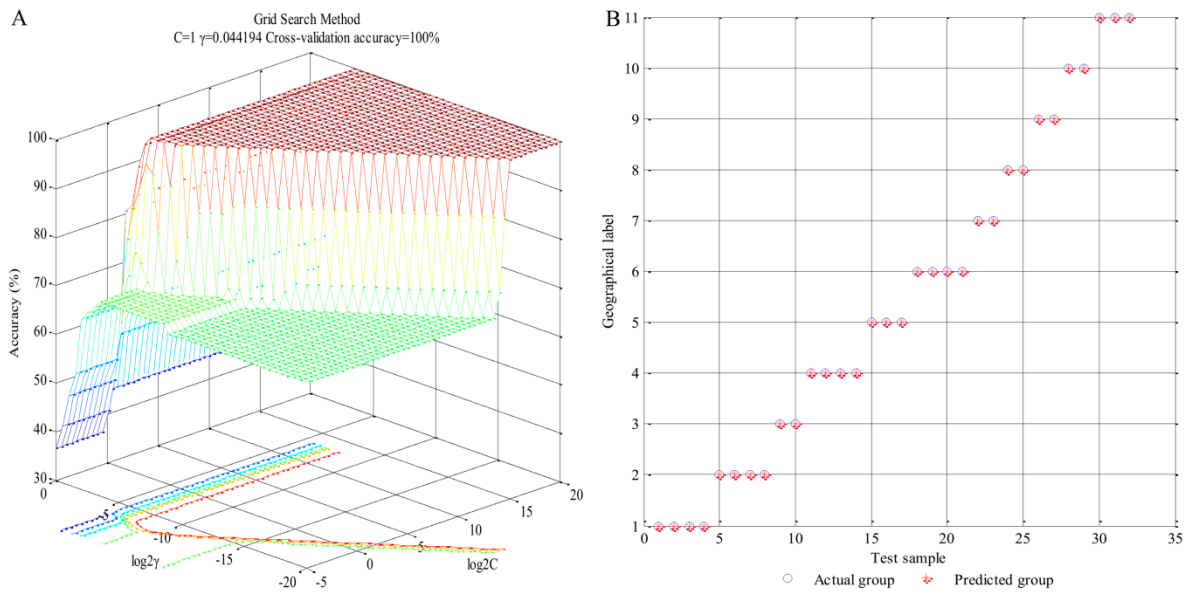 A
Grid Search Method
C=1 γ=0.044194 Cross-validation accuracy=100%
100
90
80
70
60
50
40
30
Accuracy (%)
0
-5
-10
-15
-20
log2γ
-5
0
5
10
15
20
log2C
B
11
10
9
8
7
6
5
4
3
2
1
Geographical label
0 5 10 15 20 25 30 35
Test sample
Actual group Predicted group